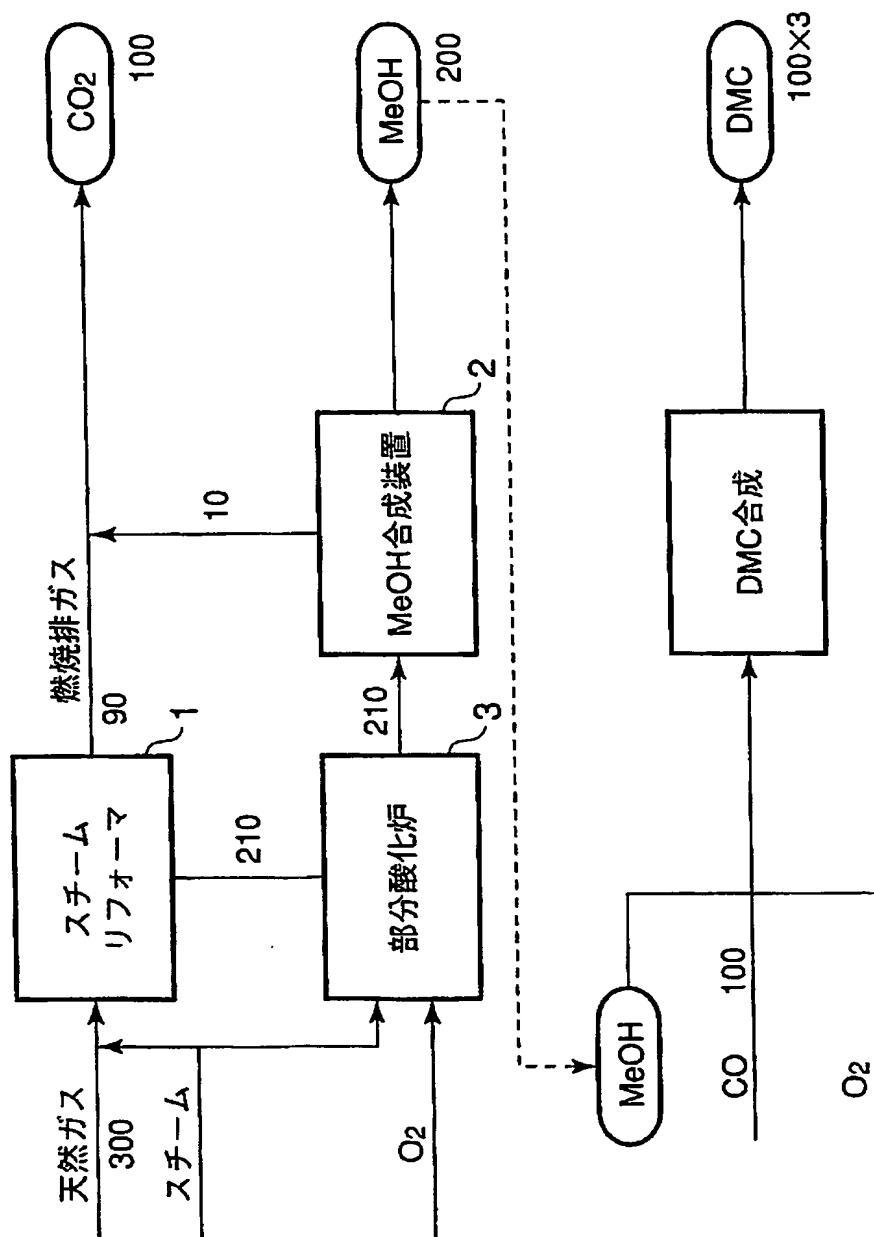 天然ガス
300
スチーム
O2
スチーム
リフォーマ
1
210
部分酸化炉
3
燃焼排ガス
90
210
10
MeOH合成装置
2
CO2
100
MeOH
200
MeOH
CO
100
O2
DMC合成
DMC
100×3